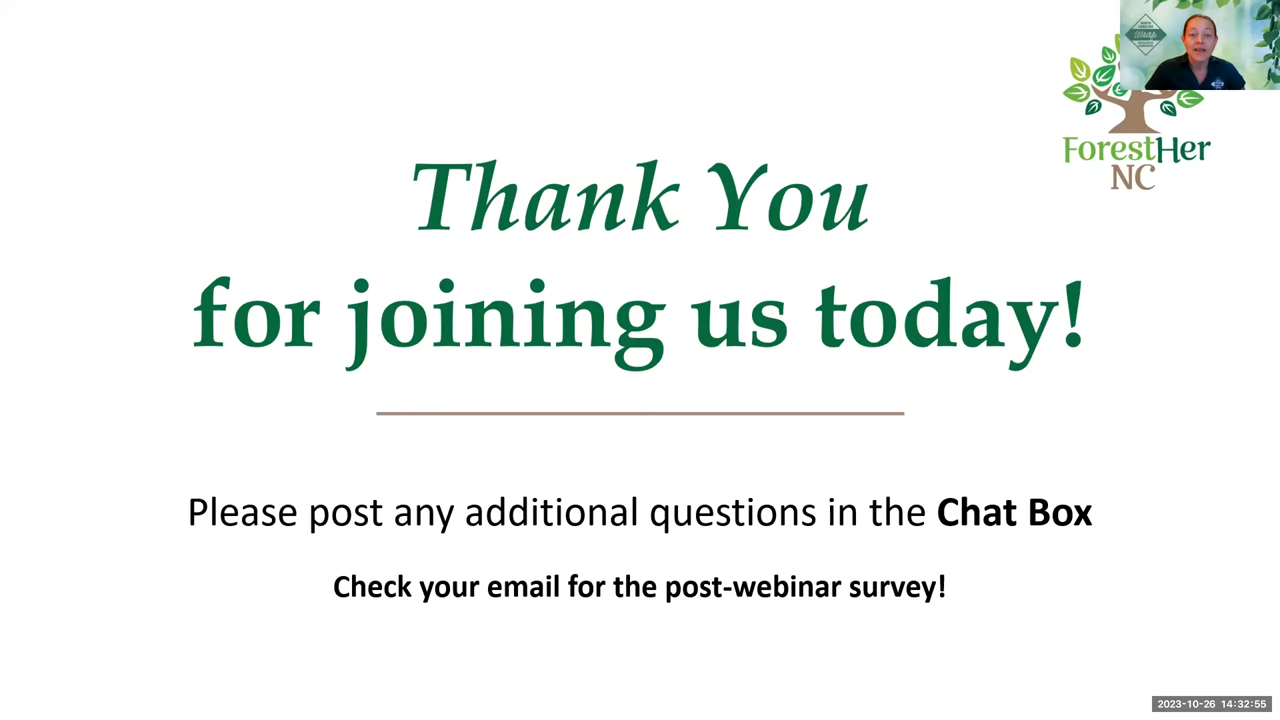 ForestHer
NC
Thank You
for joining us today!
Please post any additional questions in the Chat Box
Check your email for the post-webinar survey!
2023-10-26 14:32:55